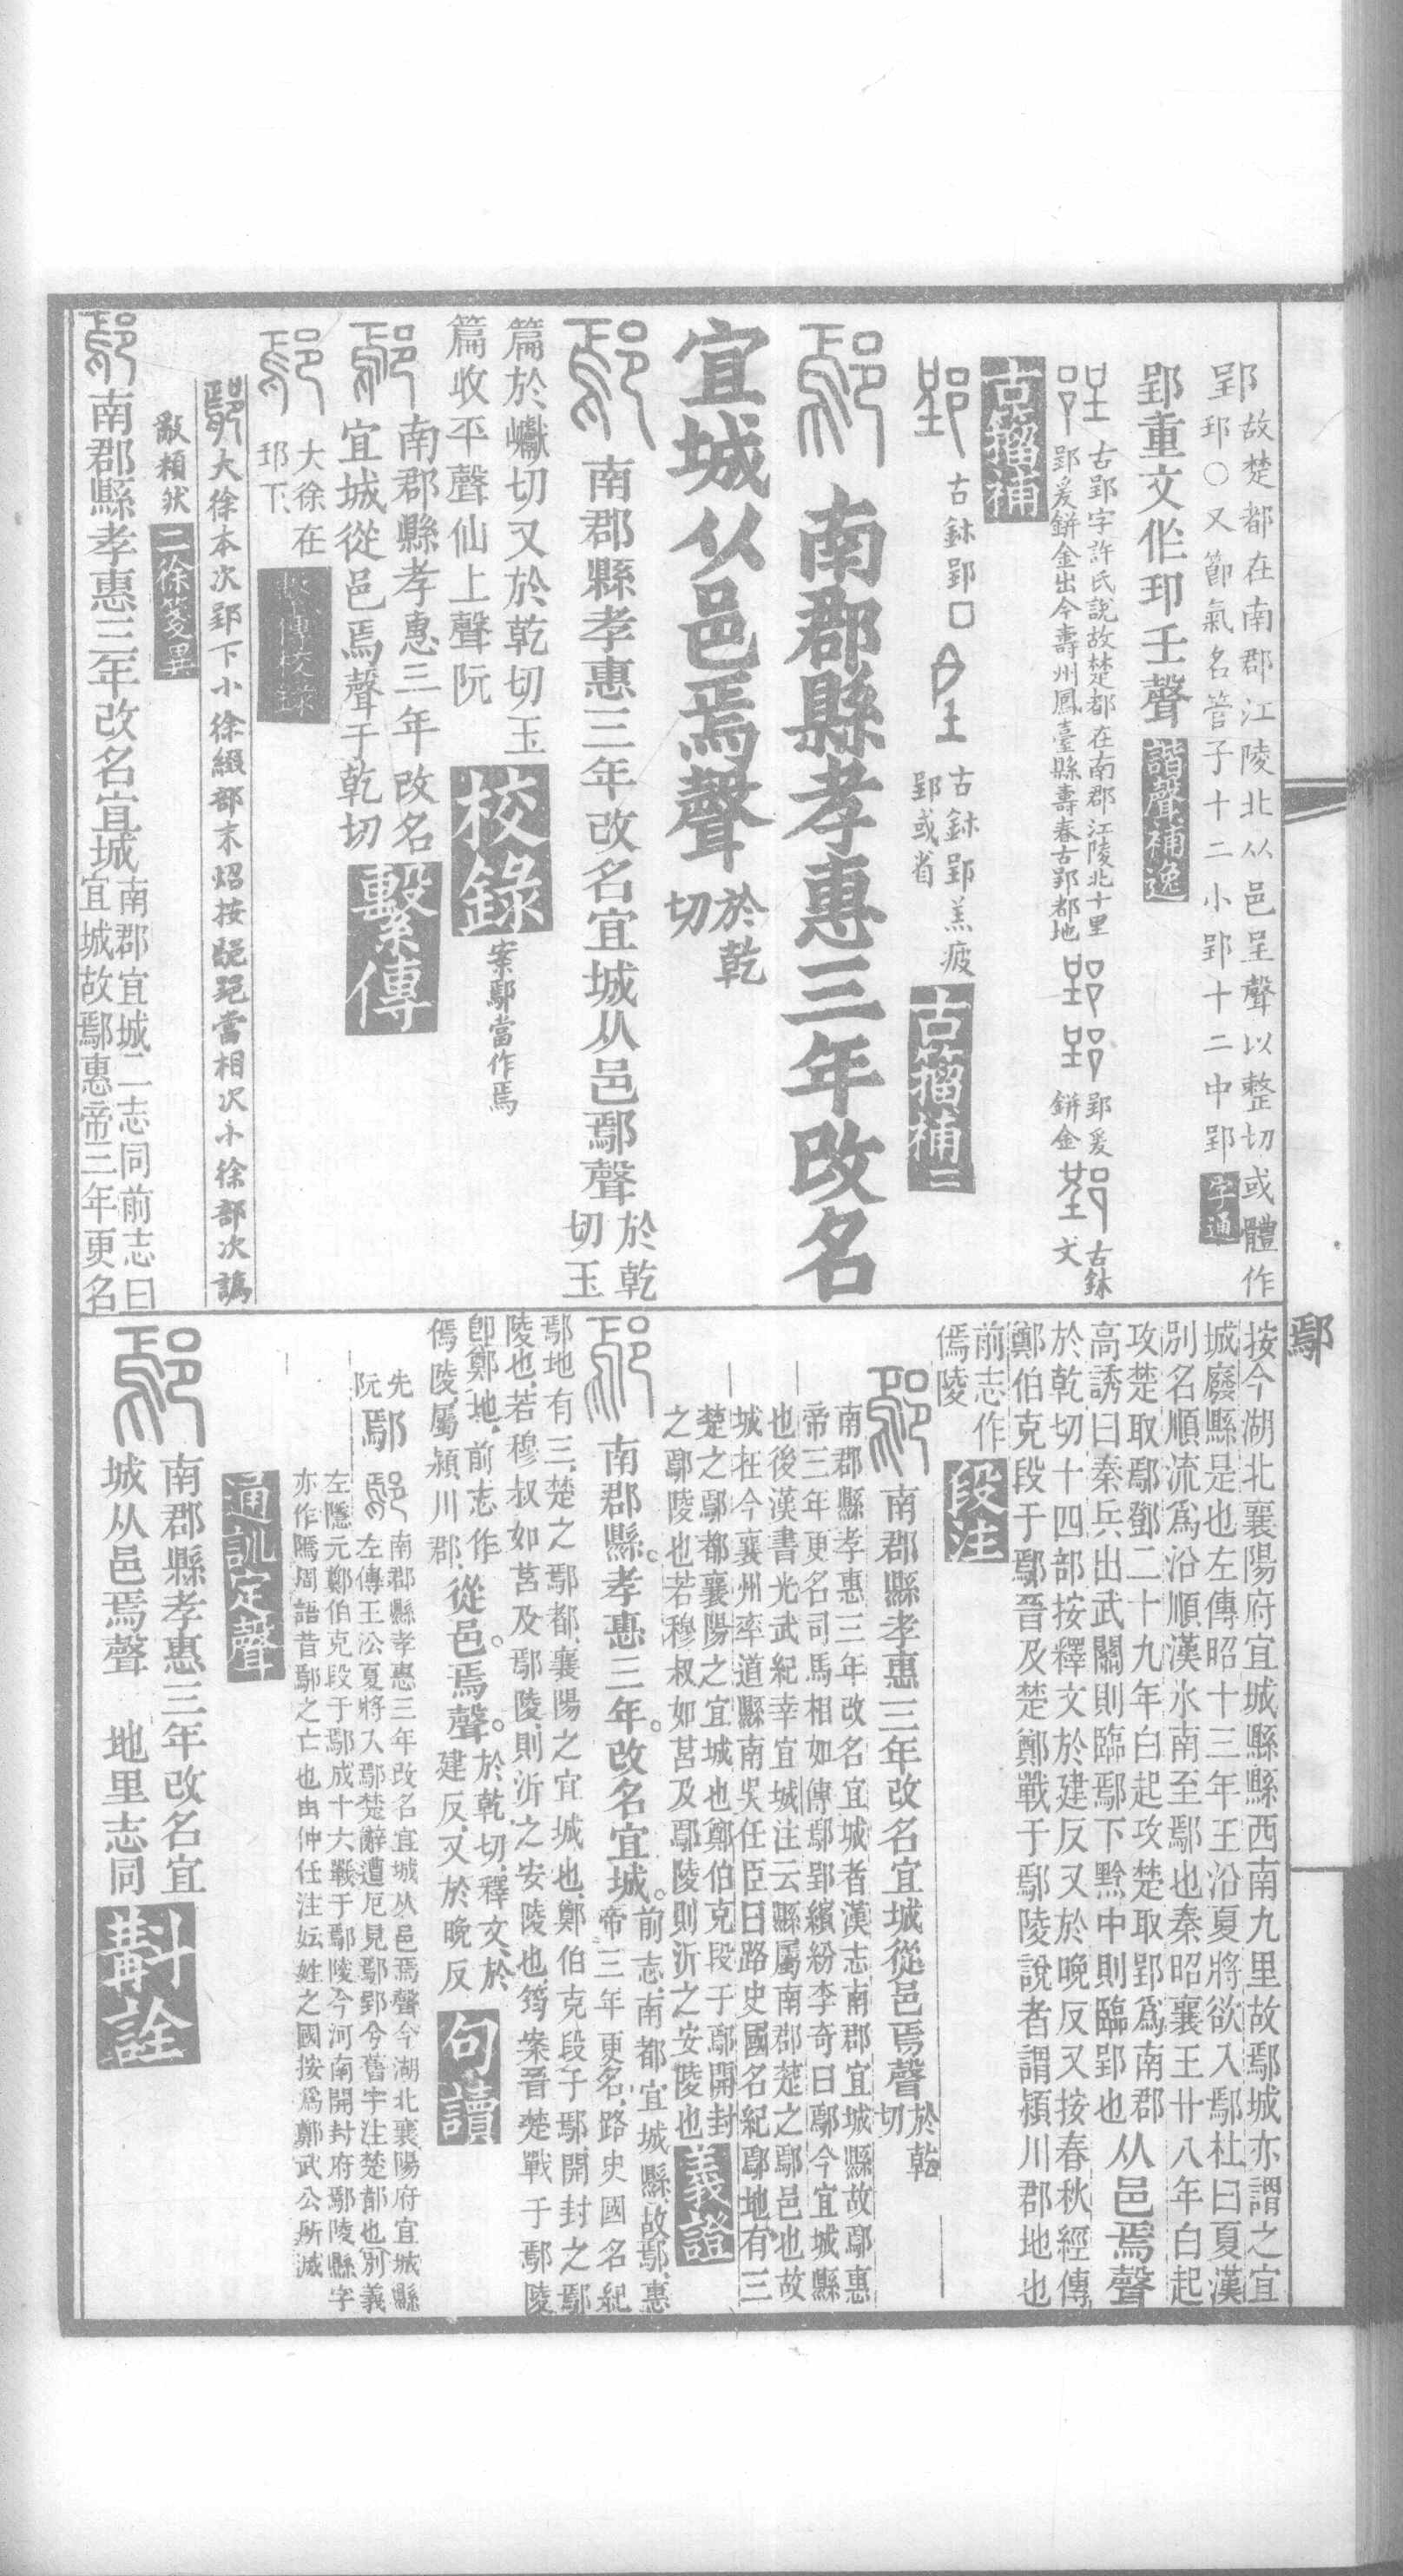 郢故楚都在南郡江陵北从邑呈聲以整切或體作
郢〇又節氣名管子十二小郢十二中郢 字通
郢重文作𨛡壬聲 諧聲補逸
古郢字許氏說故楚都在南郡江陵北十里
郢爰鉼金出今壽州鳳臺縣壽春古郢都地
郢爰
鉼金
古鉢
文
古籀補
古鉢郢□
古鉢郢羔疲
郢或省
古籀補二
南郡縣孝惠三年改名
宜城从邑焉聲 於乾
切
南郡縣孝惠三年改名宜城从邑鄢聲 於乾
切玉
篇於巘切又於乾切玉
篇收平聲仙上聲阮
校錄
案鄢當作焉
南郡縣孝惠三年改名
宜城從邑焉聲于乾切
繫傳
大徐在
邔下
繫傳校錄
大徐本次郢下小徐綴部末炤按當相次小徐部次譌
二徐箋異
南郡縣孝惠三年改名宜城
南郡宜城二志同前志曰
宜城故鄢惠帝三年更名
鄢
按今湖北襄陽府宜城縣縣西南九里故鄢城亦謂之宜
城廢縣是也左傳昭十三年王沿夏將欲入鄢杜曰夏漢
別名順流爲沿順漢水南至鄢也秦昭襄王廿八年白起
攻楚取鄢鄧二十九年白起攻楚取郢爲南郡从邑焉聲
高誘曰秦兵出武關則臨鄢下黔中則臨郢也
於乾切十四部按釋文於建反又於晚反又按春秋經傳
鄭伯克段于鄢晉及楚鄭戰于鄢陵說者謂潁川郡地也
前志作
傿陵
段注
南郡縣孝惠三年改名宜城從邑焉聲 於乾
切
南郡縣孝惠三年改名宜城者漢志南郡宜城縣故鄢惠
帝三年更名司馬相如傳鄢郢繽紛李奇曰鄢今宜城縣
也後漢書光武紀幸宜城注云縣屬南郡楚之鄢邑也故
城在今襄州率道縣南吳任臣曰路史國名紀鄢地有三
楚之鄢都襄陽之宜城也鄭伯克段于鄢開封
之鄢陵也若穆叔如莒及鄢陵則沂之安陵也
義證
南郡縣。孝惠三年。改名宜城。
前志、南都宜城縣、故鄢、惠
帝三年更名、路史國名紀
鄢地有三、楚之鄢都、襄陽之宜城也、鄭伯克段于鄢開封之鄢
陵也、若穆叔如莒及鄢陵、則沂之安陵也、筠案晉楚戰于鄢陵
卽鄭地、前志作
傿陵、屬潁川郡、
從邑。焉聲。
於乾切、釋文、於
建反、又於晚反
句讀
先
阮鄢
南郡縣孝惠三年改名宜城从邑焉聲今湖北襄陽府宜城縣
左傳王㳂夏將入鄢楚辭遭厄見鄢郢兮舊宇注楚都也別義
左隱元鄭伯克段于鄢成十六戰于鄢陵今河南開封府鄢陵縣字
亦作隖周語昔鄢之亡也由仲任注妘姓之國按爲鄭武公所滅
通訓定聲
南郡縣孝惠三年改名宜
城从邑焉聲 地里志同
斠詮